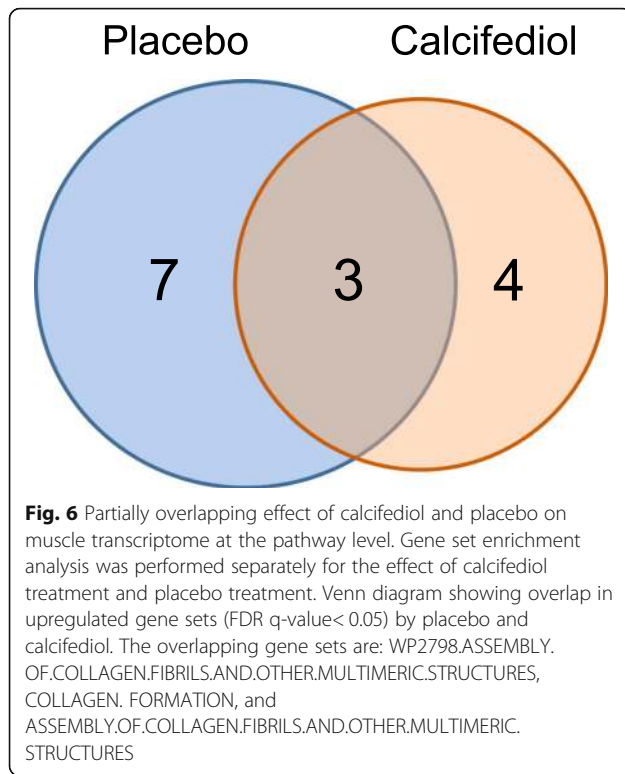 Placebo Calcifediol
7 3 4
Fig. 6 Partially overlapping effect of calcifediol and placebo on
muscle transcriptome at the pathway level. Gene set enrichment
analysis was performed separately for the effect of calcifediol
treatment and placebo treatment. Venn diagram showing overlap in
upregulated gene sets (FDR q-value< 0.05) by placebo and
calcifediol. The overlapping gene sets are: WP2798.ASSEMBLY.
OF.COLLAGEN.FIBRILS.AND.OTHER.MULTIMERIC.STRUCTURES,
COLLAGEN. FORMATION, and
ASSEMBLY.OF.COLLAGEN.FIBRILS.AND.OTHER.MULTIMERIC.
STRUCTURES